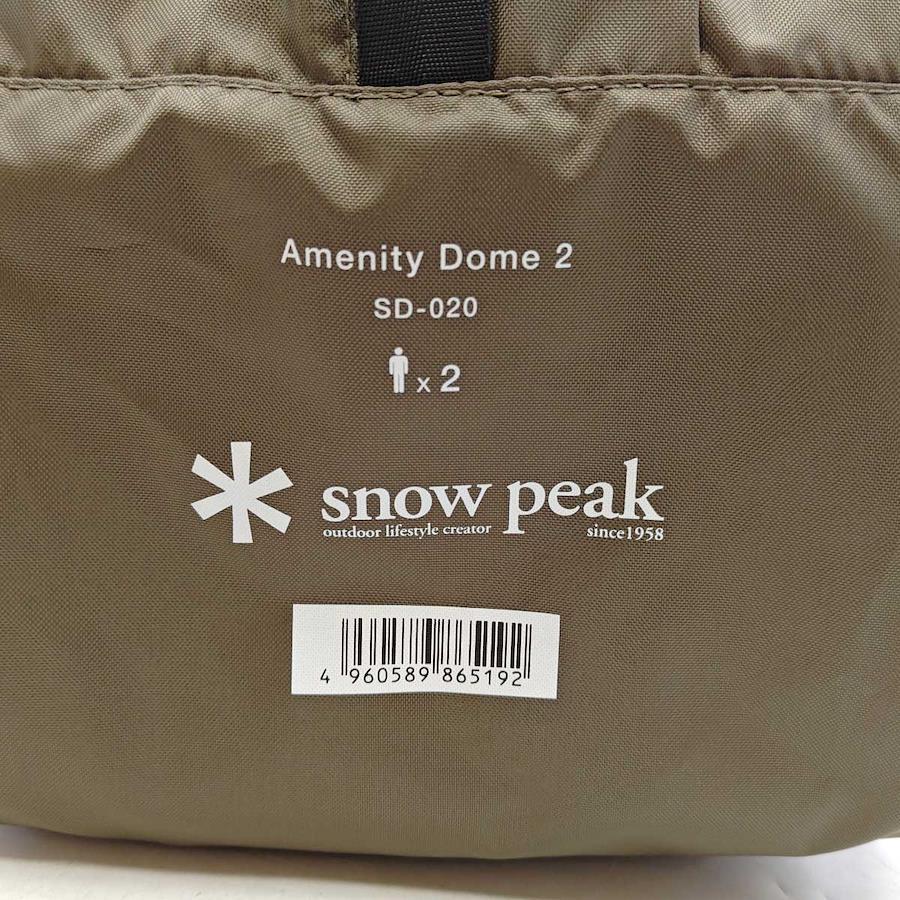 Amenity Dome 2
SD-020
x 2
snow peak
outdoor lifestyle creator since1958
4 960589 865192